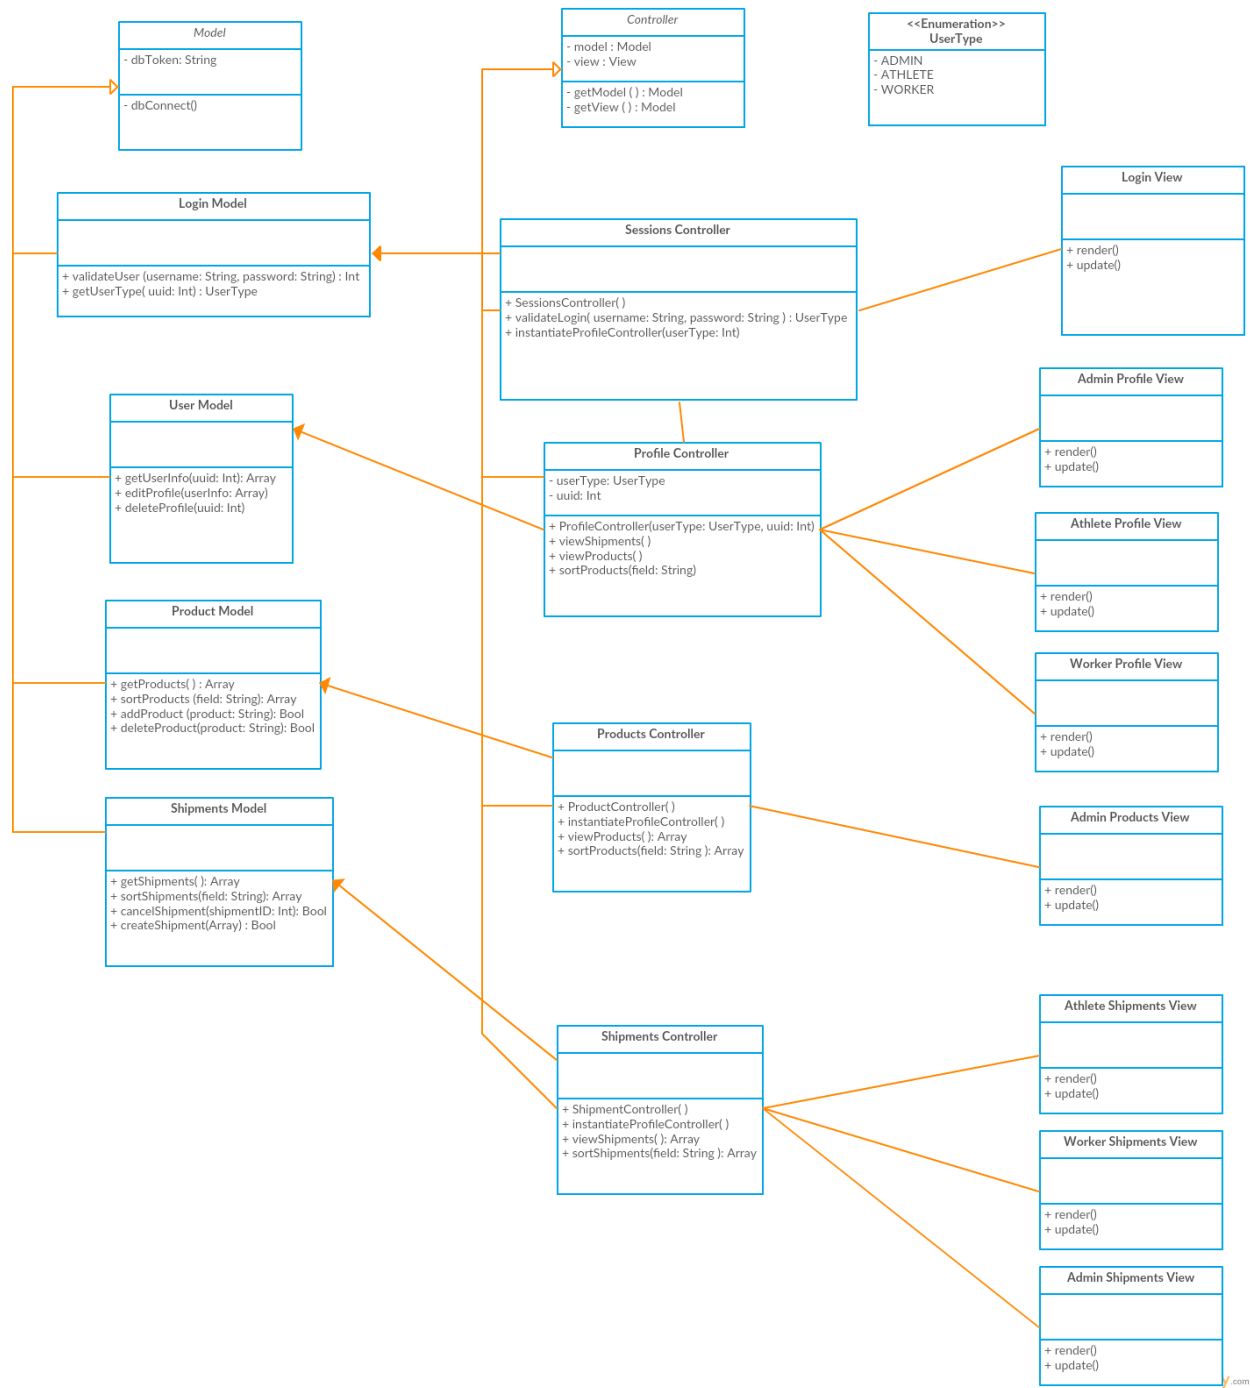 Model
- dbToken: String
- dbConnect()
Controller
- model : Model
- view : View
- getModel ( ) : Model
- getView ( ) : Model
<<Enumeration>>
UserType
- ADMIN
- ATHLETE
- WORKER
Login Model
+ validateUser (username: String, password: String) : Int
+ getUserType( uuid: Int) : UserType
Sessions Controller
+ SessionsController( )
+ validateLogin( username: String, password: String ) : UserType
+ instantiateProfileController(userType: Int)
Login View
+ render()
+ update()
User Model
+ getUserInfo(uuid: Int): Array
+ editProfile(userInfo: Array)
+ deleteProfile(uuid: Int)
Profile Controller
- userType: UserType
- uuid: Int
+ ProfileController(userType: UserType, uuid: Int)
+ viewShipments( )
+ viewProducts( )
+ sortProducts(field: String)
Admin Profile View
+ render()
+ update()
Athlete Profile View
+ render()
+ update()
Worker Profile View
+ render()
+ update()
Product Model
+ getProducts( ) : Array
+ sortProducts (field: String): Array
+ addProduct (product: String): Bool
+ deleteProduct(product: String): Bool
Products Controller
+ ProductController( )
+ instantiateProfileController( )
+ viewProducts( ): Array
+ sortProducts(field: String ): Array
Admin Products View
+ render()
+ update()
Shipments Model
+ getShipments( ): Array
+ sortShipments(field: String): Array
+ cancelShipment(shipmentID: Int): Bool
+ createShipment(Array) : Bool
Shipments Controller
+ ShipmentController( )
+ instantiateProfileController( )
+ viewShipments( ): Array
+ sortShipments(field: String ): Array
Athlete Shipments View
+ render()
+ update()
Worker Shipments View
+ render()
+ update()
Admin Shipments View
+ render()
+ update()
y.com